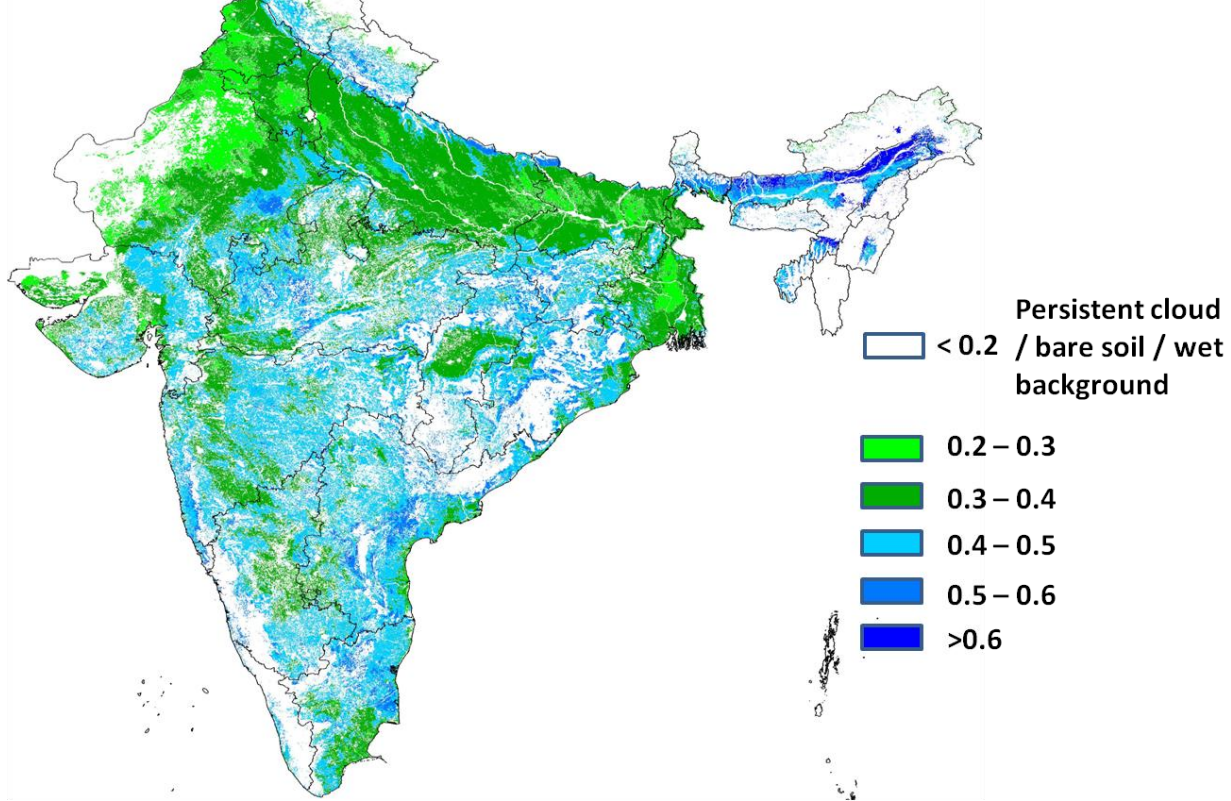 Persistent cloud
< 0.2 / bare soil / wet
background
0.2 – 0.3
0.3 – 0.4
0.4 – 0.5
0.5 – 0.6
>0.6